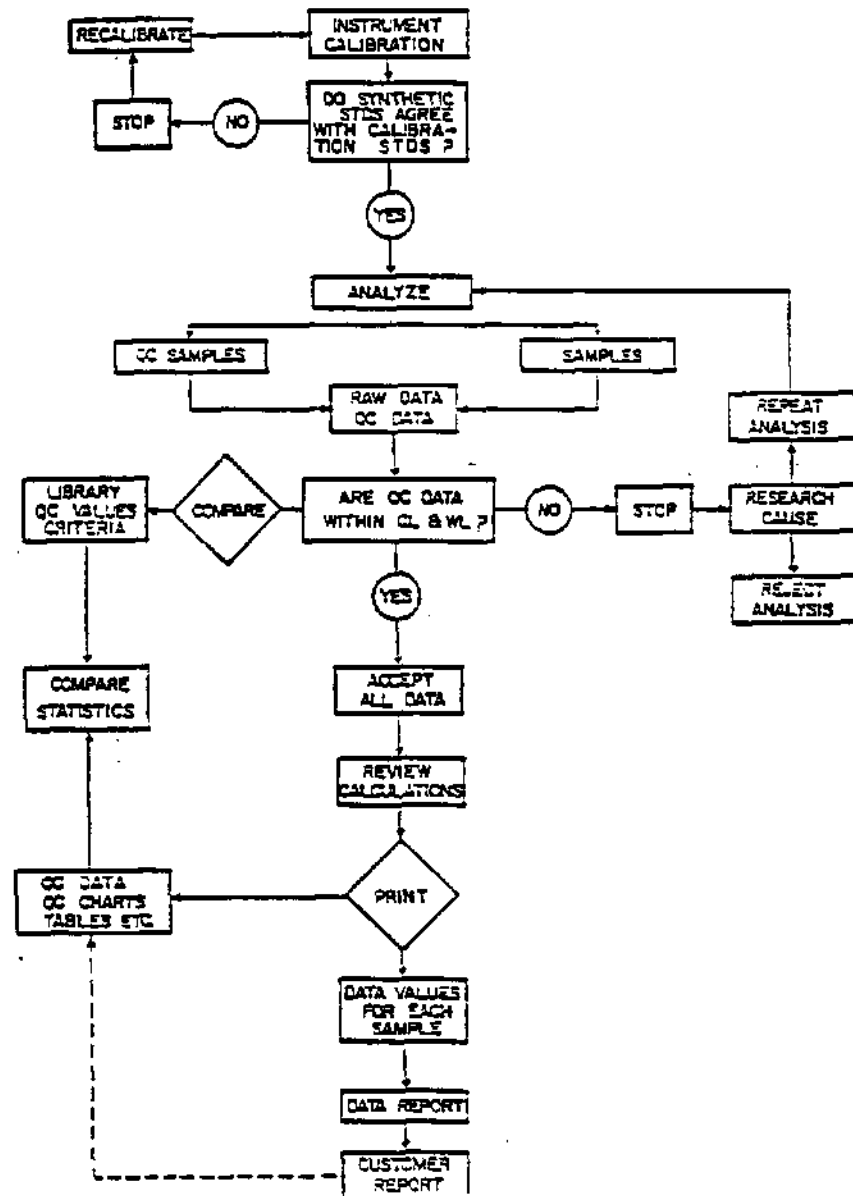 RECALIBRATE
INSTRUMENT
CALIBRATION
STOP
NO
DO SYNTHETIC
STDS AGREE
WITH CALIBRA-
TION STDS ?
YES
ANALYZE
QC SAMPLES
SAMPLES
RAW DATA
QC DATA
REPEAT
ANALYSIS
LIBRARY
QC VALUES
CRITERIA
COMPARE
ARE QC DATA
WITHIN CL & WL ?
NO
STOP
RESEARCH
CAUSE
YES
REJECT
ANALYSIS
COMPARE
STATISTICS
ACCEPT
ALL DATA
REVIEW
CALCULATIONS
QC DATA
QC CHARTS
TABLES ETC.
PRINT
DATA VALUES
FOR EACH
SAMPLE
DATA REPORT
CUSTOMER
REPORT